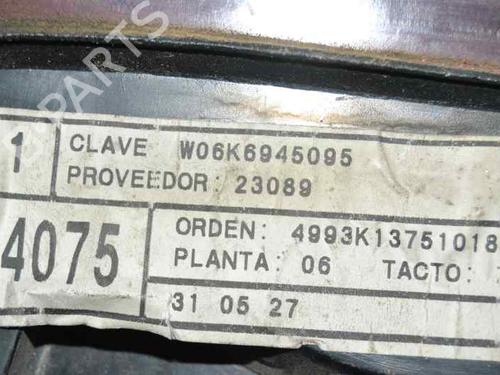 1
CLAVE W06K6945095
PROVEEDOR: 23089
4075
ORDEN: 4993K13751018
PLANTA: 06 TACTO:
31 05 27